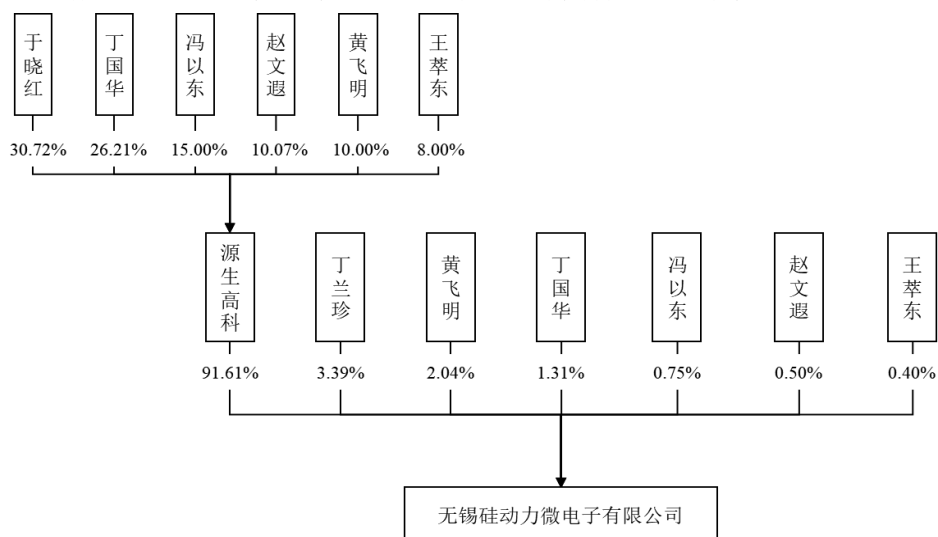 于晓红 丁国华 冯以东 赵文遐 黄飞明 王萃东
30.72% 26.21% 15.00% 10.07% 10.00% 8.00%
源生高科 丁兰珍 黄飞明 丁国华 冯以东 赵文遐 王萃东
91.61% 3.39% 2.04% 1.31% 0.75% 0.50% 0.40%
无锡硅动力微电子有限公司